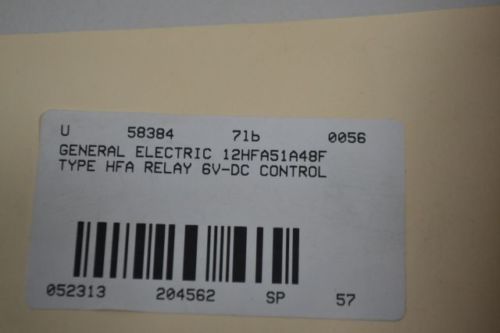 U 58384 71b 0056
GENERAL ELECTRIC 12HFA51A48F
TYPE HFA RELAY 6V-DC CONTROL
052313 204562 SP 57